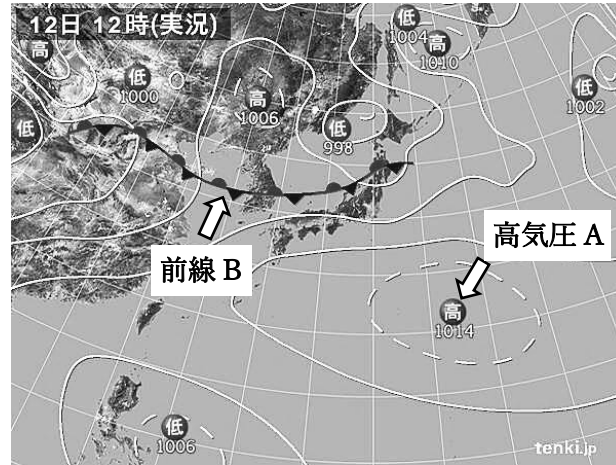 12日 12時(実況)
低
1004
高
1010
低
1002
高
低
1000
高
1006
低
低
998
前線 B
高気圧 A
高
1014
低
1006
tenki.jp